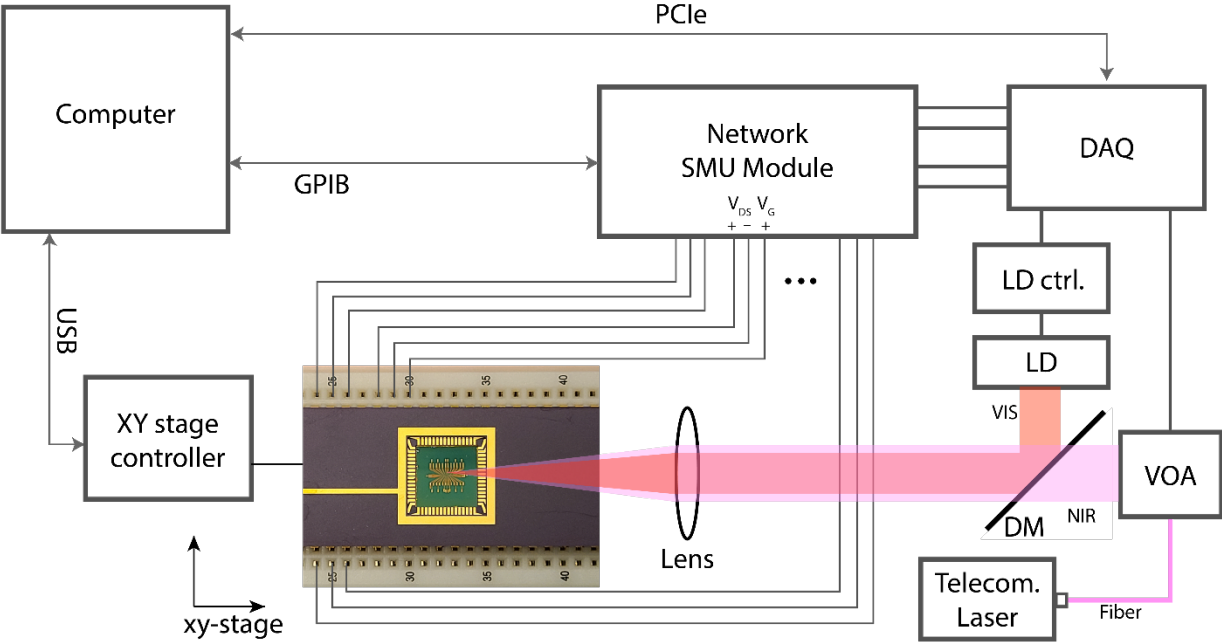 PCIe
Computer
Network
SMU Module
DAQ
GPIB
V_DS V_G
+ − +
...
LD ctrl.
USB
LD
25
30
35
40
VIS
XY stage
controller
VOA
DM
NIR
Lens
25
30
35
40
Telecom.
Laser
Fiber
xy-stage